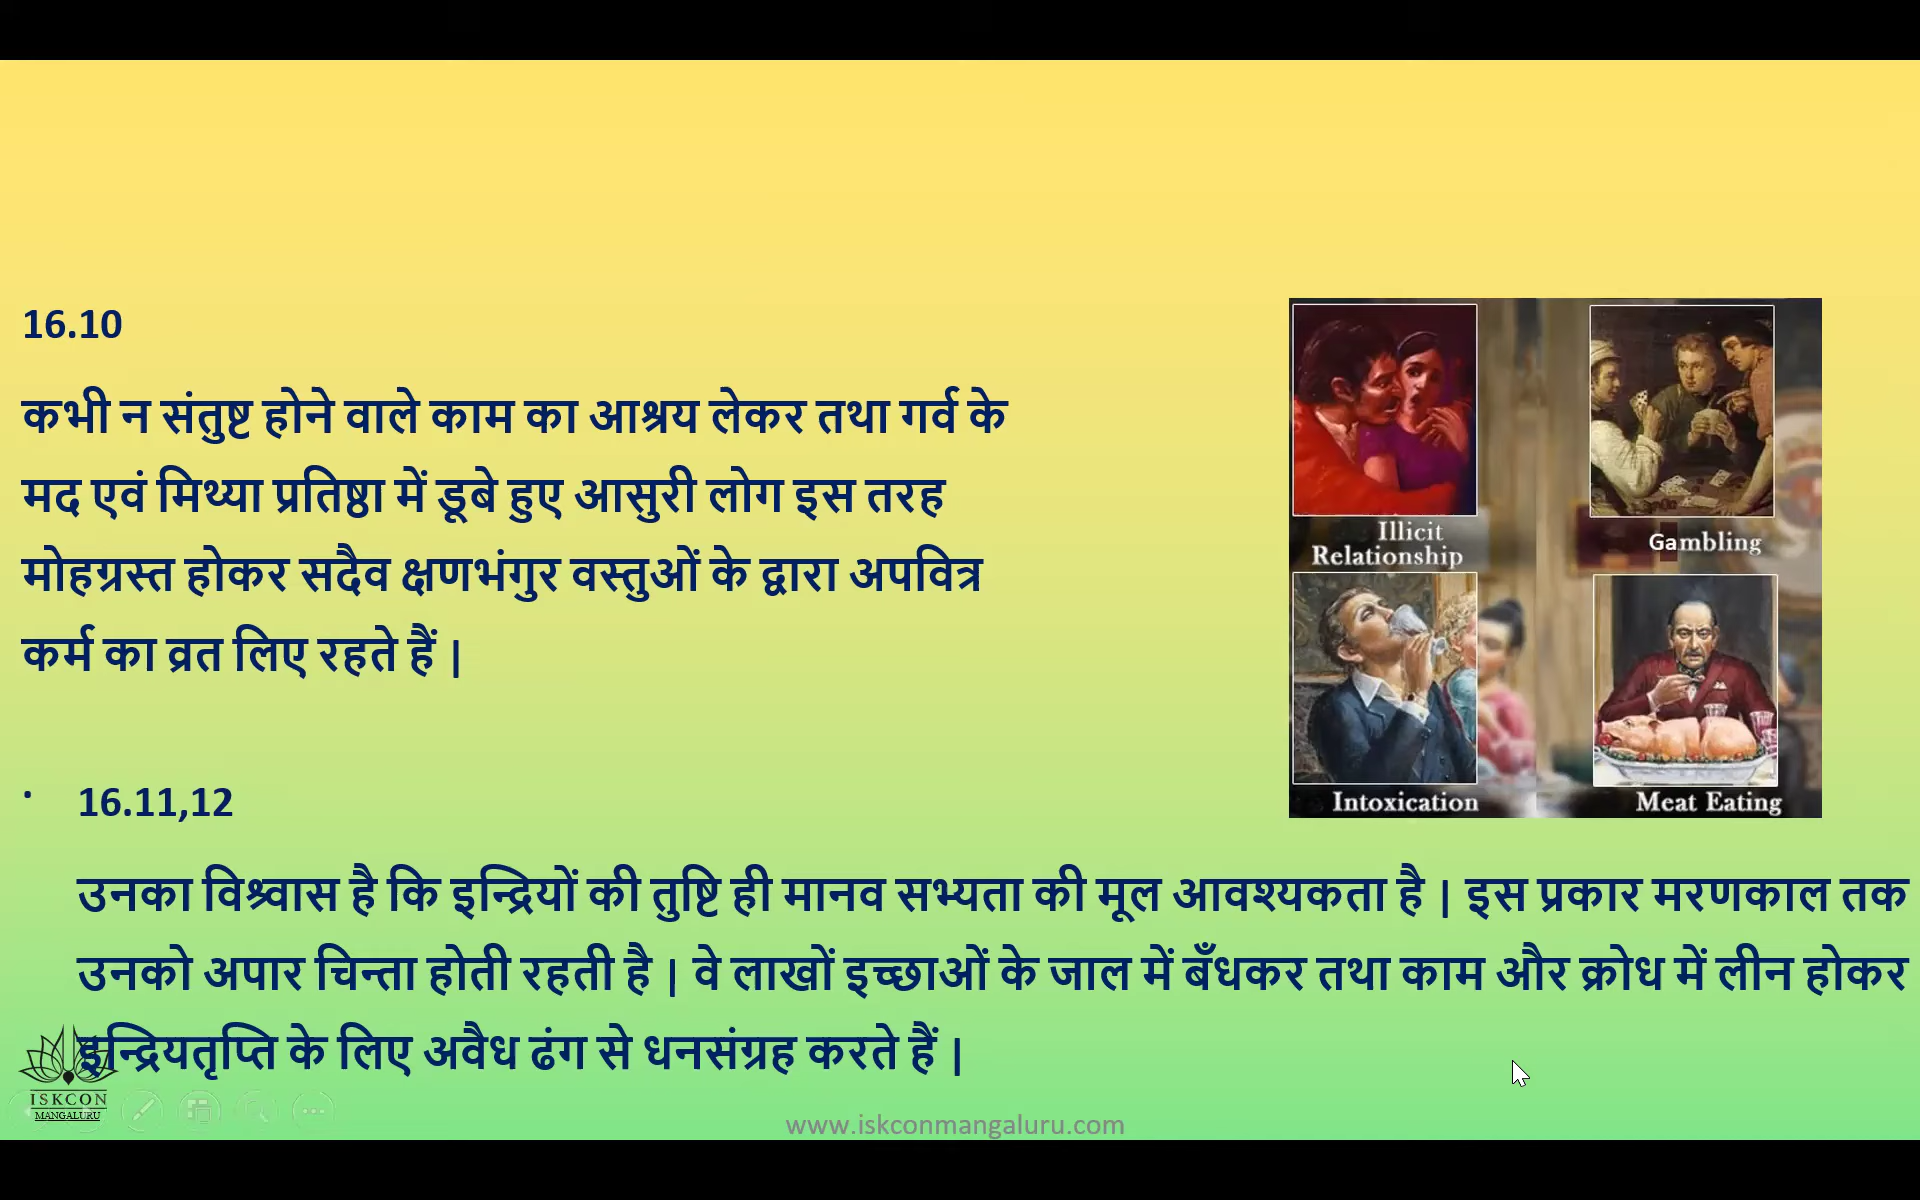 16.10
कभी न संतुष्ट होने वाले काम का आश्रय लेकर तथा गर्व के
मद एवं मिथ्या प्रतिष्ठा में डूबे हुए आसुरी लोग इस तरह
मोहग्रस्त होकर सदैव क्षणभंगुर वस्तुओं के द्वारा अपवित्र
कर्म का व्रत लिए रहते हैं |
Illicit
Relationship
Gambling
Intoxication
Meat Eating
• 16.11,12
उनका विश्र्वास है कि इन्द्रियों की तुष्टि ही मानव सभ्यता की मूल आवश्यकता है | इस प्रकार मरणकाल तक
उनको अपार चिन्ता होती रहती है | वे लाखों इच्छाओं के जाल में बँधकर तथा काम और क्रोध में लीन होकर
इन्द्रियतृप्ति के लिए अवैध ढंग से धनसंग्रह करते हैं |
ISKCON
MANGALURU
www.iskconmangaluru.com